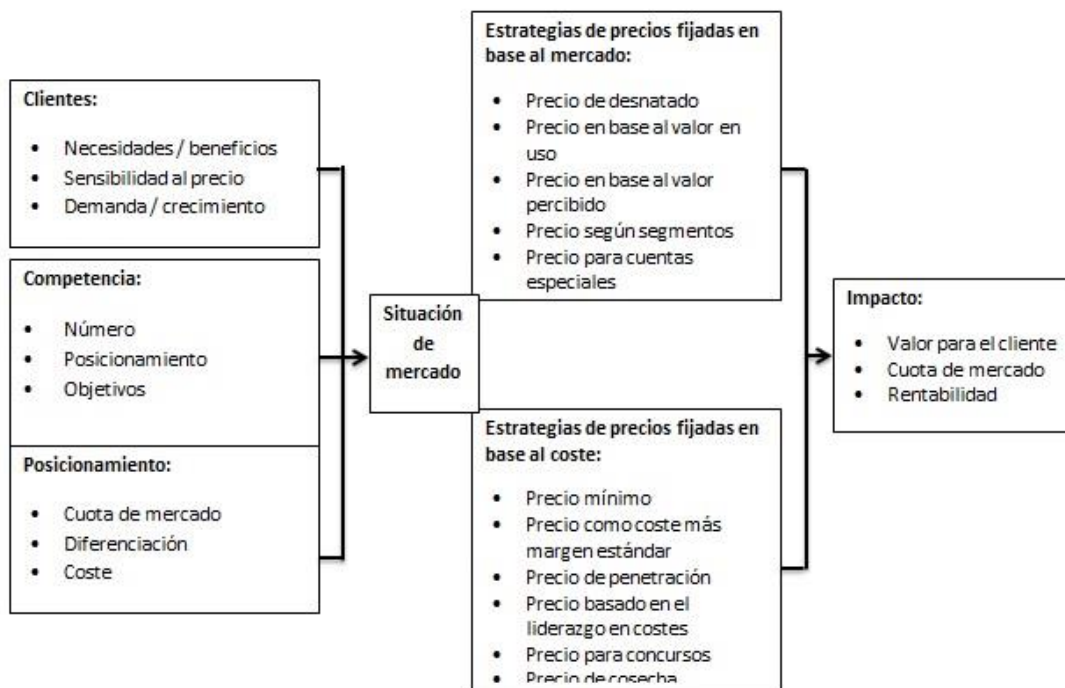 Clientes:
• Necesidades / beneficios
• Sensibilidad al precio
• Demanda / crecimiento
Competencia:
• Número
• Posicionamiento
• Objetivos
Posicionamiento:
• Cuota de mercado
• Diferenciación
• Coste
Situación
de
mercado
Estrategias de precios fijadas en
base al mercado:
• Precio de desnatado
• Precio en base al valor en
uso
• Precio en base al valor
percibido
• Precio según segmentos
• Precio para cuentas
especiales
Estrategias de precios fijadas en
base al coste:
• Precio mínimo
• Precio como coste más
margen estándar
• Precio de penetración
• Precio basado en el
liderazgo en costes
• Precio para concursos
• Precio de cosecha
Impacto:
• Valor para el cliente
• Cuota de mercado
• Rentabilidad